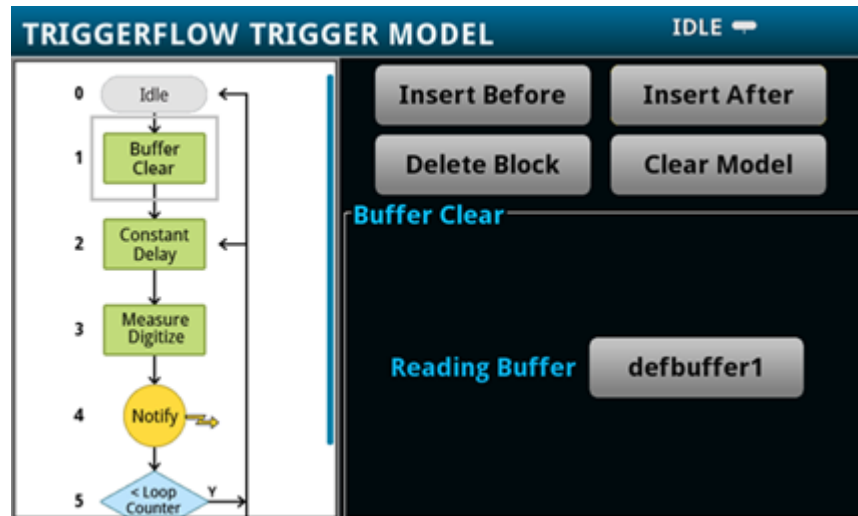 TRIGGERFLOW TRIGGER MODEL
IDLE
0
Idle
1
Buffer
Clear
2
Constant
Delay
3
Measure
Digitize
4
Notify
5
< Loop
Counter
Y
Insert Before
Insert After
Delete Block
Clear Model
Buffer Clear
Reading Buffer
defbuffer1